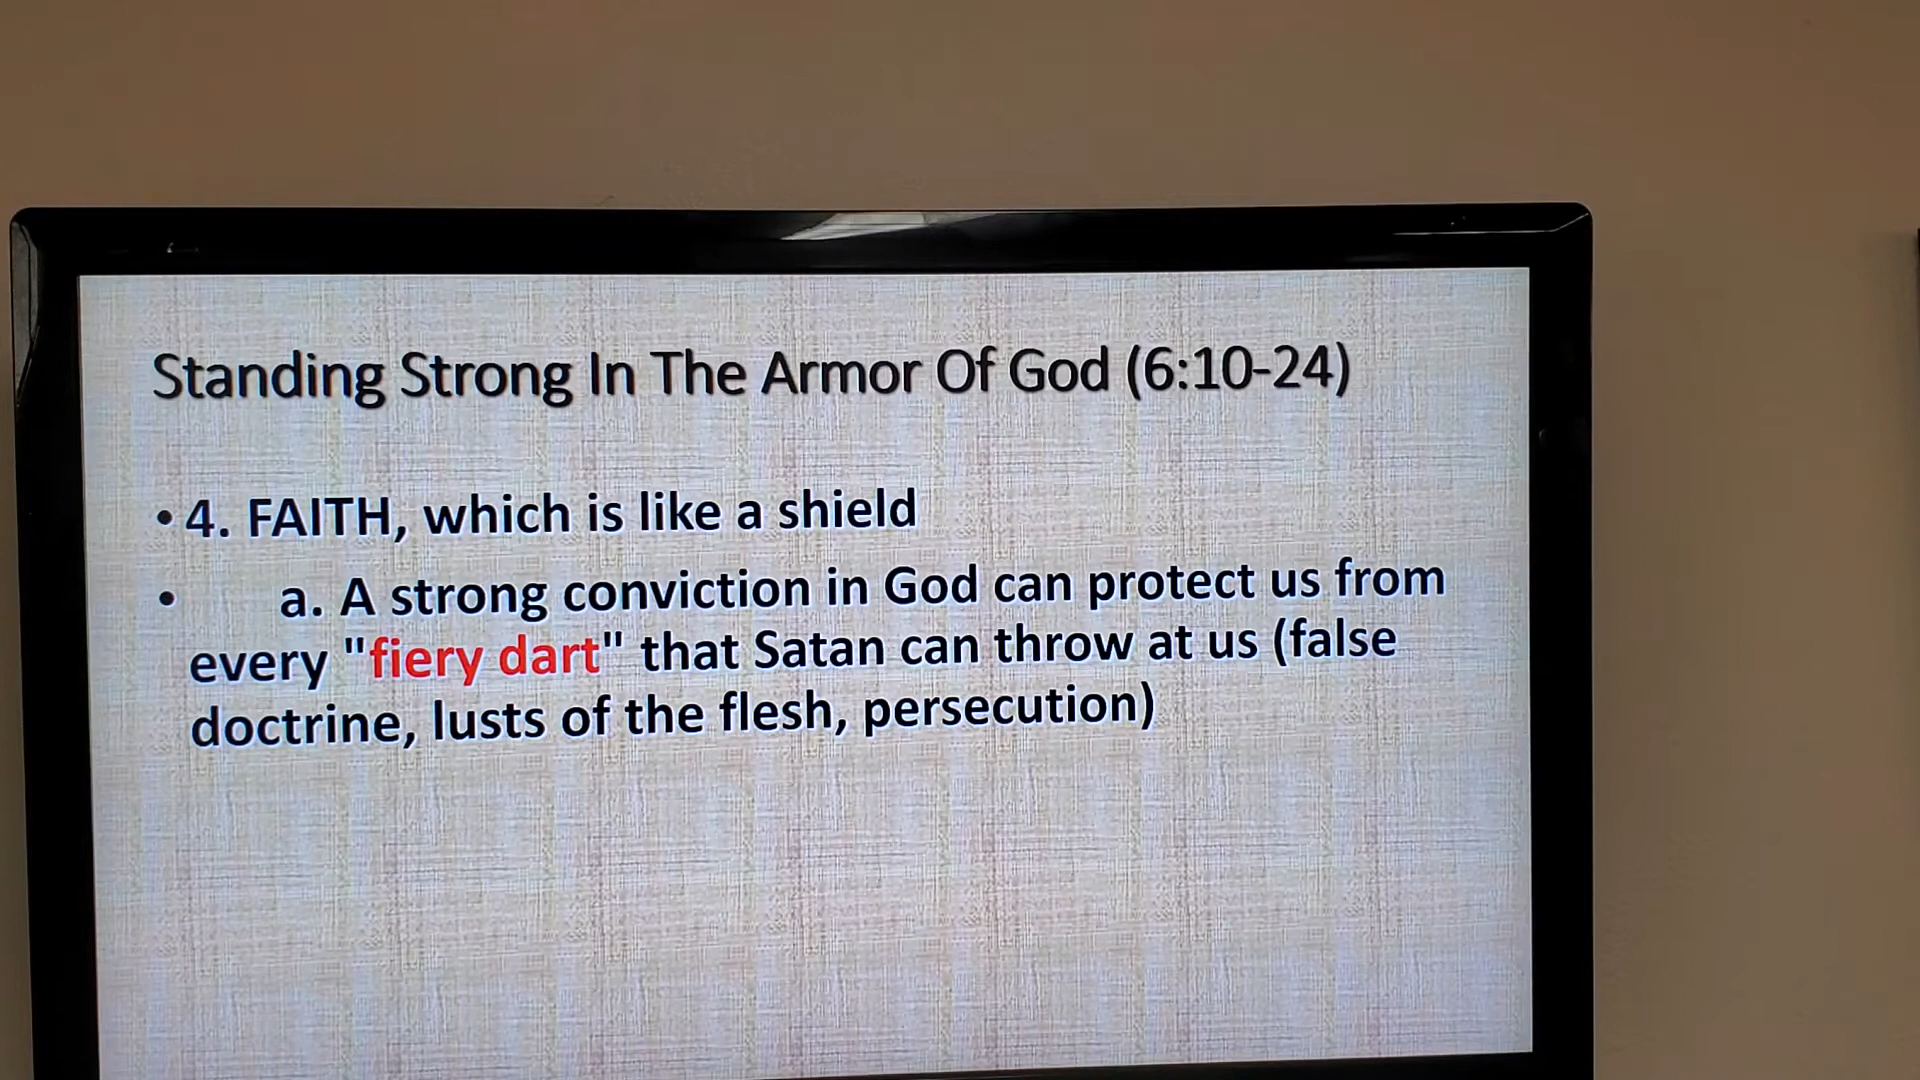 Standing Strong In The Armor Of God (6:10-24)
• 4. FAITH, which is like a shield
• a. A strong conviction in God can protect us from
every "fiery dart" that Satan can throw at us (false
doctrine, lusts of the flesh, persecution)